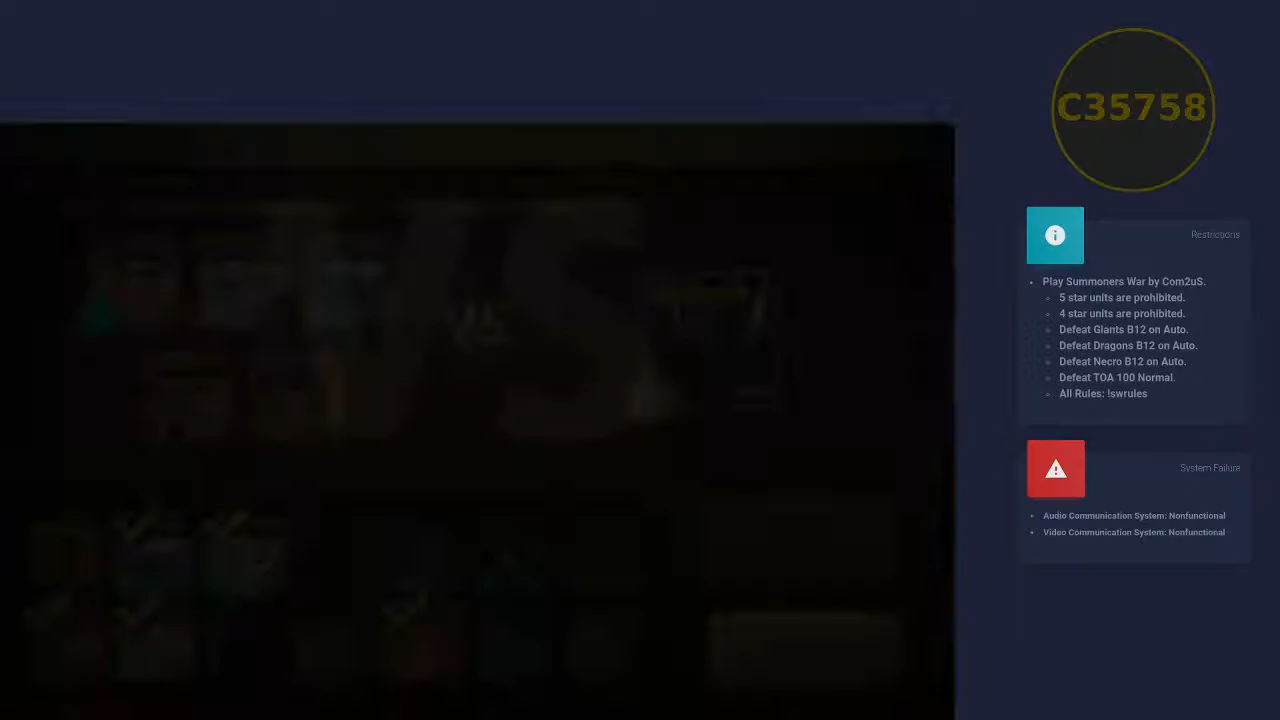 C35758
Restrictions
Play Summoners War by Com2uS.
5 star units are prohibited.
4 star units are prohibited.
Defeat Giants B12 on Auto.
Defeat Dragons B12 on Auto.
Defeat Necro B12 on Auto.
Defeat TOA 100 Normal.
All Rules: !swrules
VS
System Failure
Audio Communication System: Nonfunctional
Video Communication System: Nonfunctional